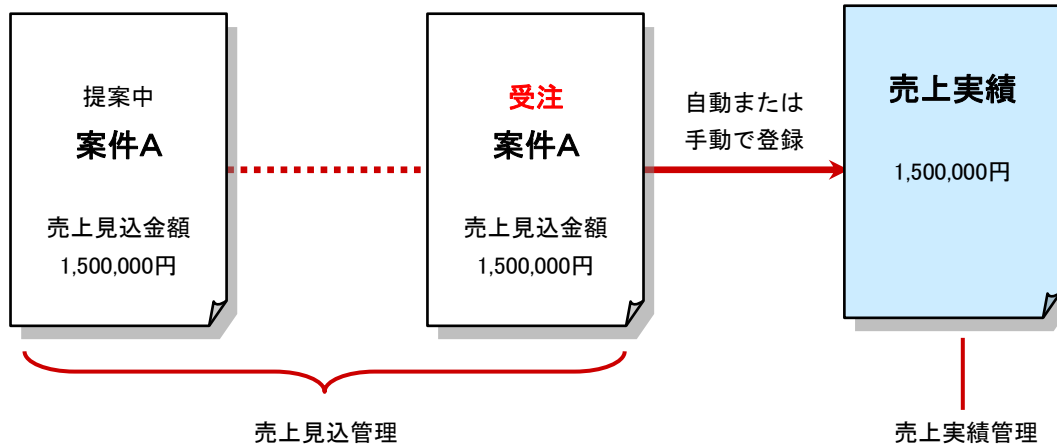 提案中
案件A
売上見込金額
1,500,000円
受注
案件A
売上見込金額
1,500,000円
自動または
手動で登録
売上実績
1,500,000円
売上見込管理
売上実績管理